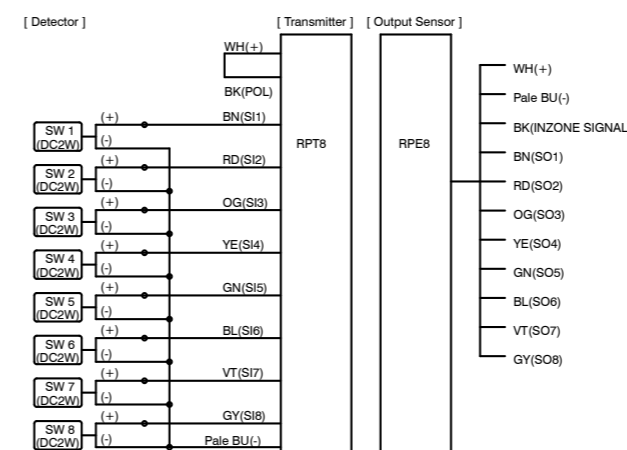 [ Detector ]
[ Transmitter ]
[ Output Sensor ]
WH(+)
BK(POL)
SW 1
(DC2W)
(+)
(-)
BN(SI1)
SW 2
(DC2W)
(+)
(-)
RD(SI2)
SW 3
(DC2W)
(+)
(-)
OG(SI3)
SW 4
(DC2W)
(+)
(-)
YE(SI4)
SW 5
(DC2W)
(+)
(-)
GN(SI5)
SW 6
(DC2W)
(+)
(-)
BL(SI6)
SW 7
(DC2W)
(+)
(-)
VT(SI7)
SW 8
(DC2W)
(+)
(-)
GY(SI8)
Pale BU(-)
RPT8
RPE8
WH(+)
Pale BU(-)
BK(INZONE SIGNAL
BN(SO1)
RD(SO2)
OG(SO3)
YE(SO4)
GN(SO5)
BL(SO6)
VT(SO7)
GY(SO8)